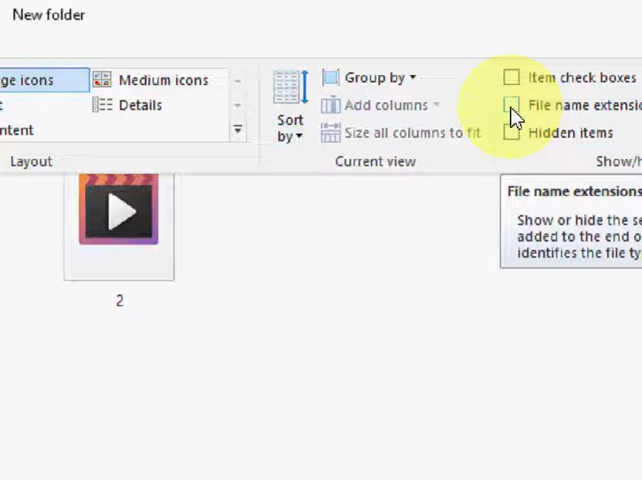 New folder
ge icons
Medium icons
Details
ntent
Layout
Sort
by
Group by
Add columns
Size all columns to fit
Current view
Item check boxes
File name extensio
Hidden items
Show/h
File name extensions
Show or hide the se
added to the end o
identifies the file ty
2